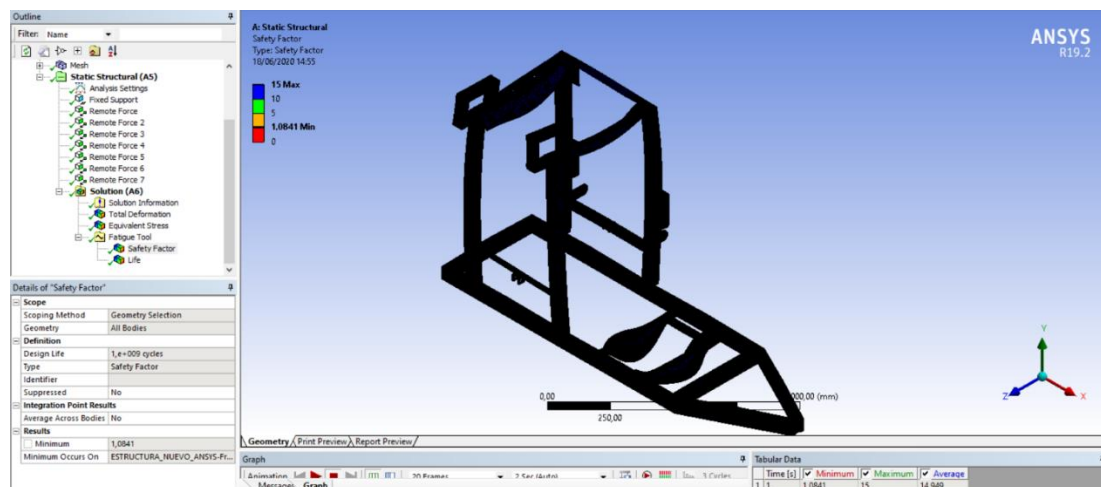 Outline
Filter: Name
Mesh
Static Structural (A5)
Analysis Settings
Fixed Support
Remote Force
Remote Force 2
Remote Force 3
Remote Force 4
Remote Force 5
Remote Force 6
Remote Force 7
Solution (A6)
Solution Information
Total Deformation
Equivalent Stress
Fatigue Tool
Safety Factor
Life
Details of "Safety Factor"
Scope
Scoping Method Geometry Selection
Geometry All Bodies
Definition
Design Life 1,e+009 cycles
Type Safety Factor
Identifier
Suppressed No
Integration Point Results
Average Across Bodies No
Results
Minimum 1,0841
Minimum Occurs On ESTRUCTURA_NUEVO_ANSYS-Fr...
A: Static Structural
Safety Factor
Type: Safety Factor
18/06/2020 14:55
15 Max
10
5
1,0841 Min
0
ANSYS
R19.2
0,00
250,00
000,00 (mm)
Y
Z
X
Geometry Print Preview Report Preview
Graph
Animation 20 Frames 2 Sec (Auto) 3 Cycles
Messages Graph
Tabular Data
Time [s] Minimum Maximum Average
1 1, 1,0841 15 14,949